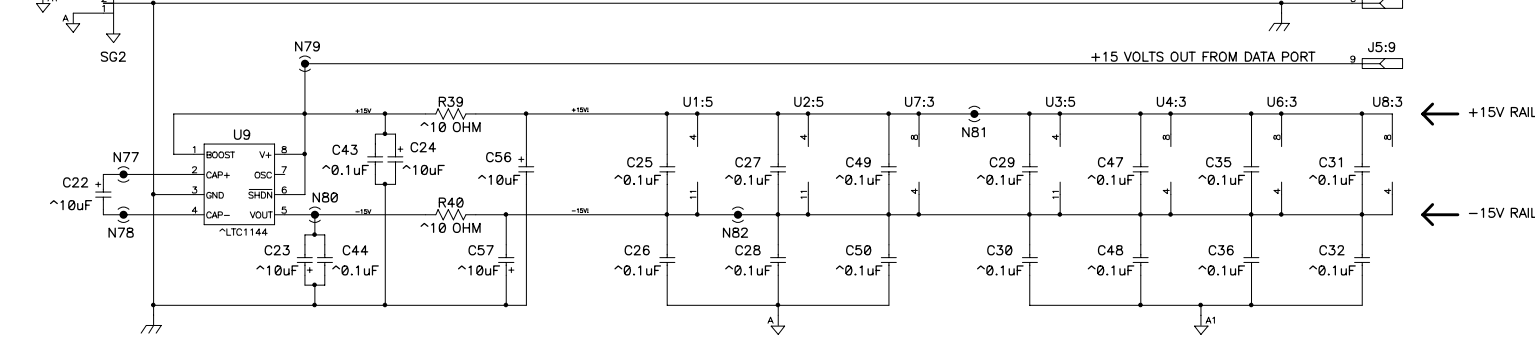 A
1
SG2
N79
+15 VOLTS OUT FROM DATA PORT
9
J5:9
+15V
R39
^10 OHM
+15VI
U1:5
U2:5
U7:3
N81
U3:5
U4:3
U6:3
U8:3
+15V RAIL
U9
1 BOOST V+ 8
2 CAP+ OSC 7
3 GND SHDN 6
4 CAP- VOUT 5
^LTC1144
N77
C22 +
^10uF
N78
C43
^0.1uF
+ C24
^10uF
C56 +
^10uF
4
4
8
4
8
8
8
C25
^0.1uF
C27
^0.1uF
C49
^0.1uF
C29
^0.1uF
C47
^0.1uF
C35
^0.1uF
C31
^0.1uF
11
11
4
11
4
4
4
N80
-15V
R40
^10 OHM
-15VI
N82
-15V RAIL
C23
^10uF +
C44
^0.1uF
C57
^10uF +
C26
^0.1uF
C28
^0.1uF
C50
^0.1uF
C30
^0.1uF
C48
^0.1uF
C36
^0.1uF
C32
^0.1uF
A
A1